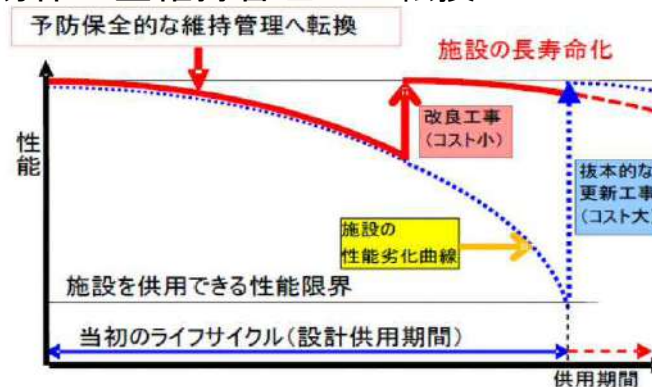 予防保全的な維持管理へ転換
施設の長寿命化
性能
改良工事
(コスト小)
抜本的な
更新工事
(コスト大)
施設の
性能劣化曲線
施設を供用できる性能限界
当初のライフサイクル(設計供用期間)
供用期間